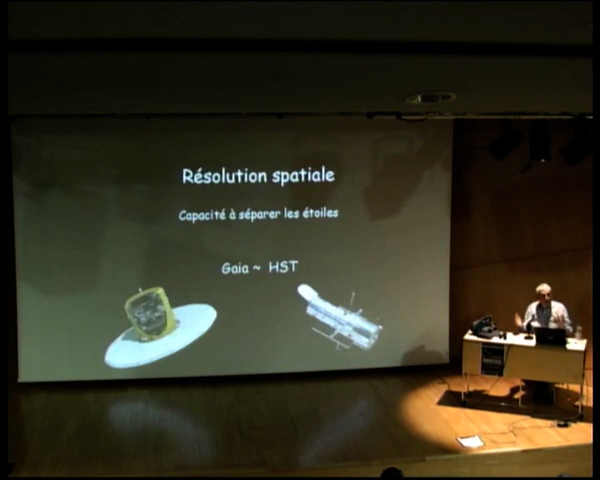 Résolution spatiale
Capacité à séparer les étoiles
Gaia ~ HST